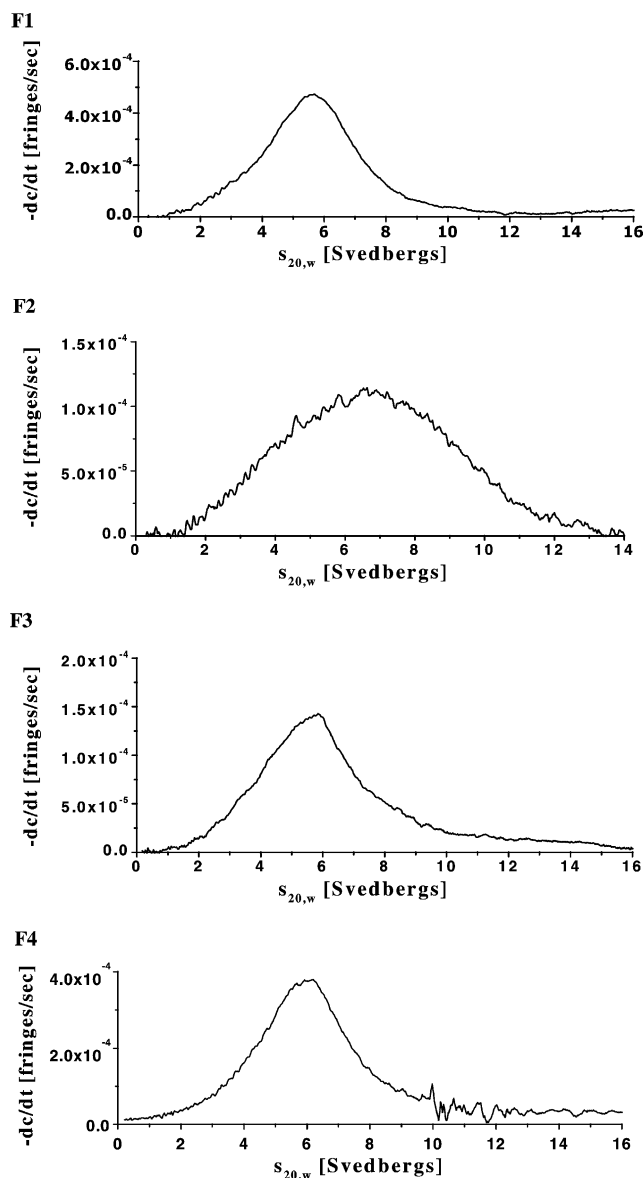 F1
-dc/dt [fringes/sec]
6.0x10⁻⁴
4.0x10⁻⁴
2.0x10⁻⁴
0.0
0 2 4 6 8 10 12 14 16
s20,w [Svedbergs]
F2
-dc/dt [fringes/sec]
1.5x10⁻⁴
1.0x10⁻⁴
5.0x10⁻⁵
0.0
0 2 4 6 8 10 12 14
s20,w [Svedbergs]
F3
-dc/dt [fringes/sec]
2.0x10⁻⁴
1.5x10⁻⁴
1.0x10⁻⁴
5.0x10⁻⁵
0.0
0 2 4 6 8 10 12 14 16
s20,w [Svedbergs]
F4
-dc/dt [fringes/sec]
4.0x10⁻⁴
2.0x10⁻⁴
0.0
0 2 4 6 8 10 12 14 16
s20,w [Svedbergs]